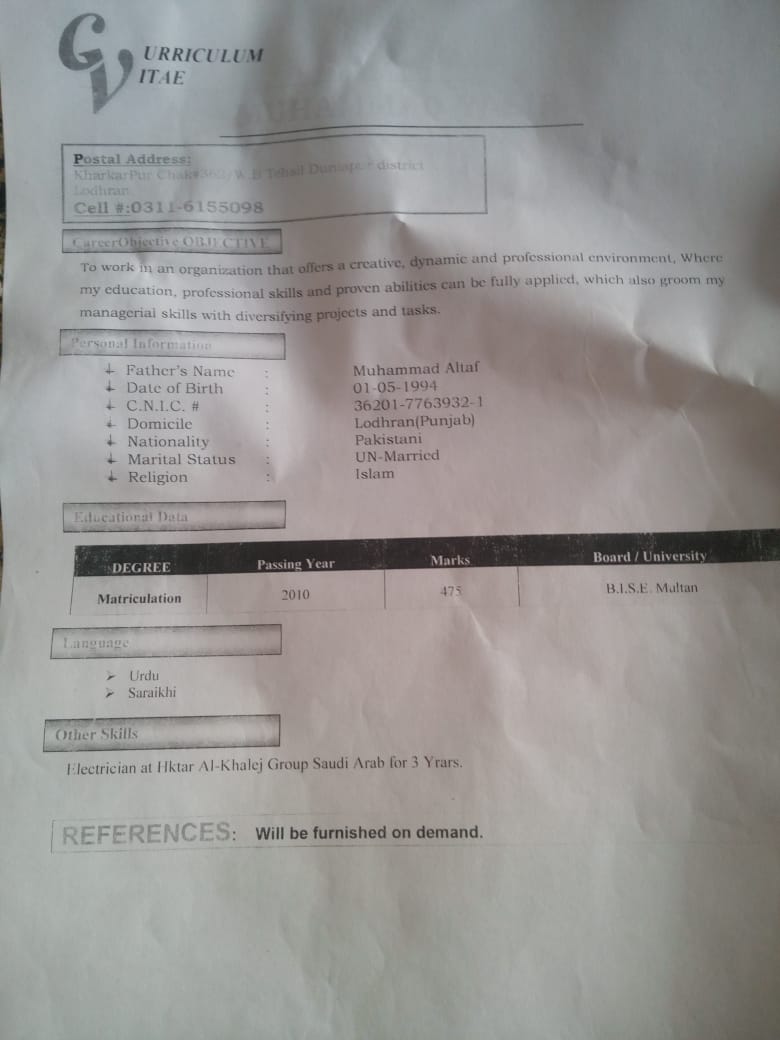 CURRICULUM
VITAE
Postal Address:
KharkarPur Chak# Tehsil Dunyapur district
Lodhran
Cell #:0311-6155098
CareerObjective OBJECTIVE
To work in an organization that offers a creative, dynamic and professional environment, Where
my education, professional skills and proven abilities can be fully applied, which also groom my
managerial skills with diversifying projects and tasks.
Personal Information
Father's Name : Muhammad Altaf
Date of Birth : 01-05-1994
C.N.I.C. # : 36201-7763932-1
Domicile : Lodhran(Punjab)
Nationality : Pakistani
Marital Status : UN-Married
Religion : Islam
Educational Data
DEGREE Passing Year Marks Board / University
Matriculation 2010 475 B.I.S.E. Multan
Language
Urdu
Saraikhi
Other Skills
Electrician at Hktar Al-Khalej Group Saudi Arab for 3 Yrars.
REFERENCES: Will be furnished on demand.